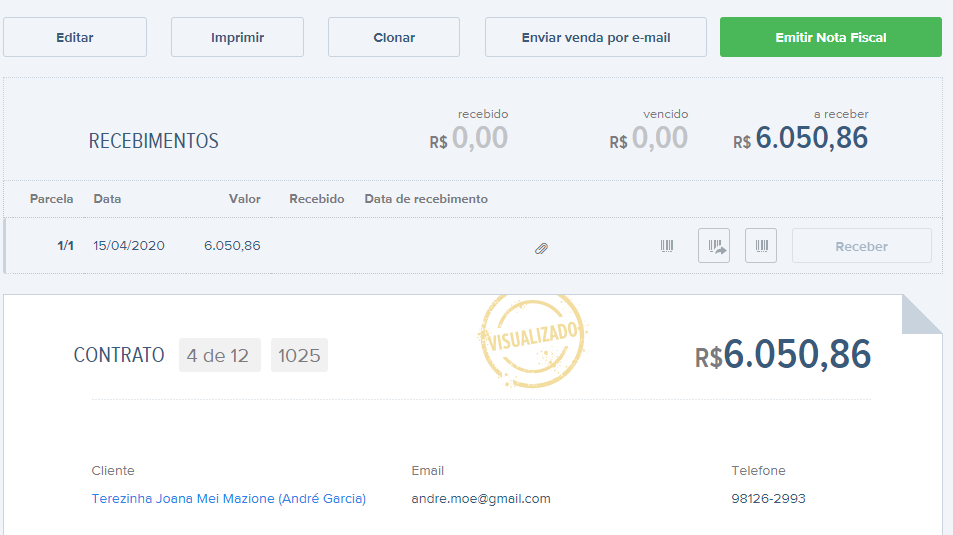 Editar
Imprimir
Clonar
Enviar venda por e-mail
Emitir Nota Fiscal
RECEBIMENTOS
recebido
R$ 0,00
vencido
R$ 0,00
a receber
R$ 6.050,86
Parcela Data Valor Recebido Data de recebimento
1/1 15/04/2020 6.050,86 Receber
VISUALIZADO
CONTRATO 4 de 12 1025 R$6.050,86
Cliente Email Telefone
Terezinha Joana Mei Mazione (André Garcia) andre.moe@gmail.com 98126-2993